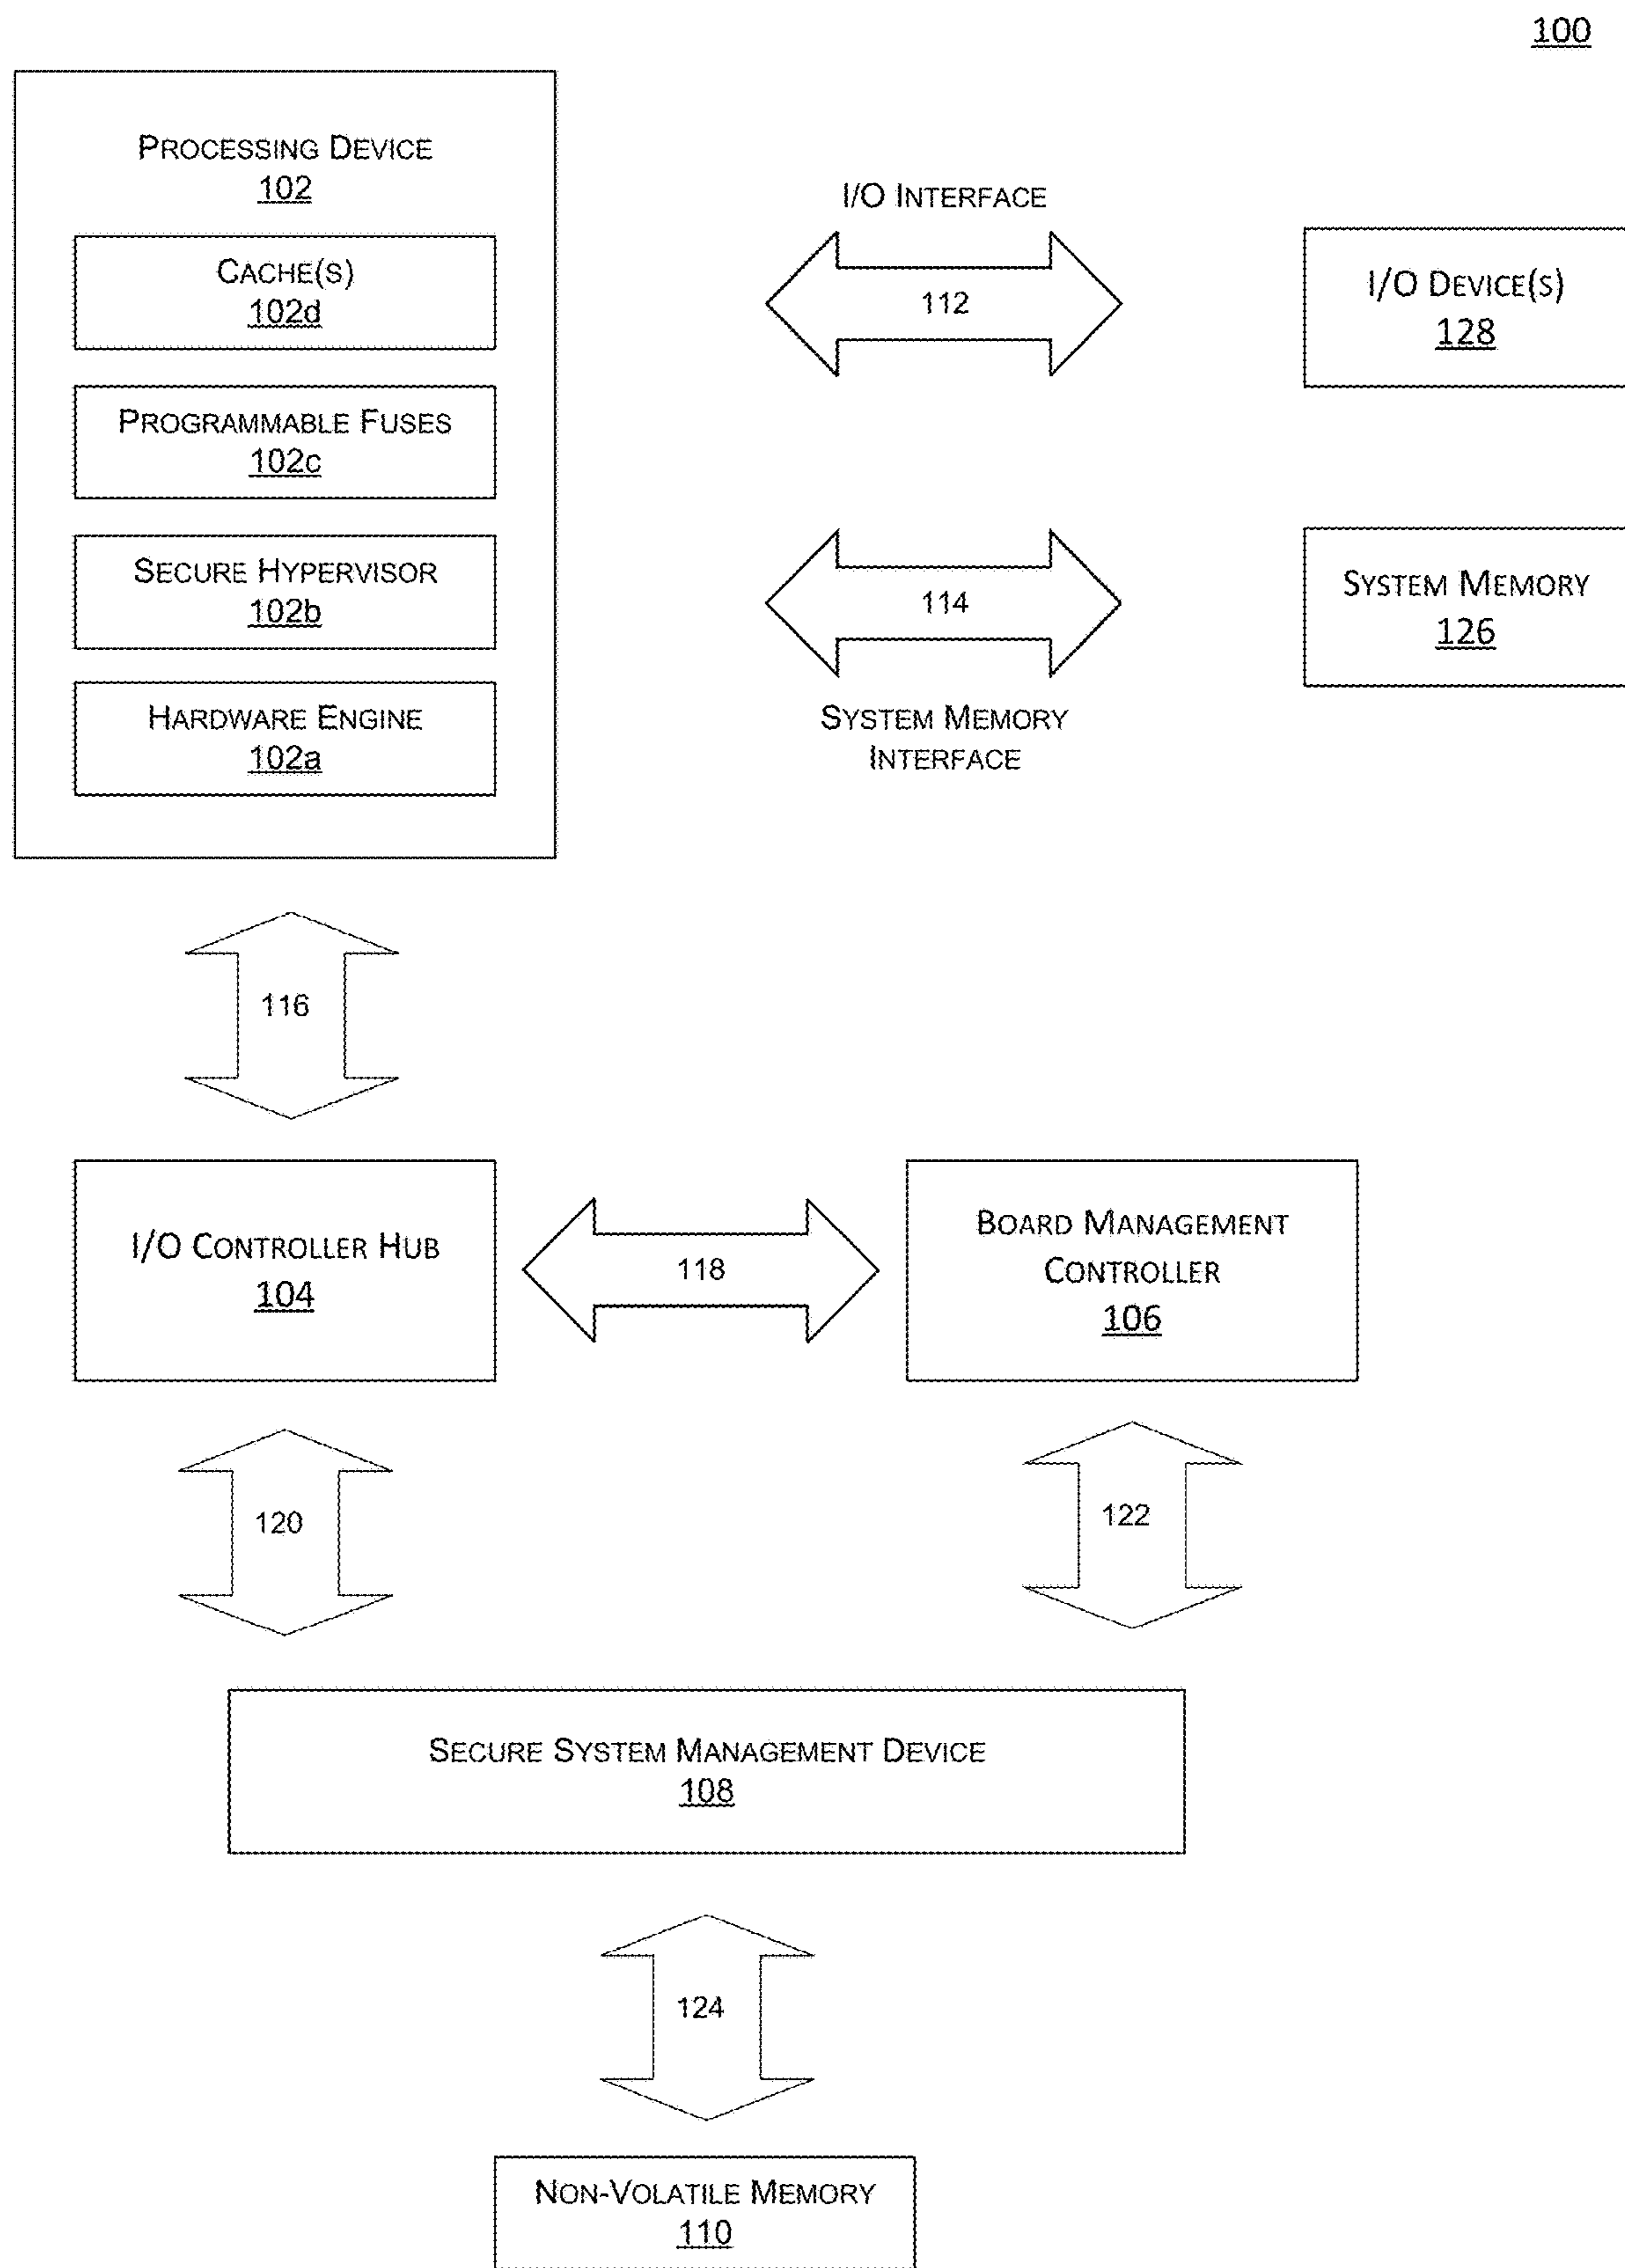 100
PROCESSING DEVICE
102
CACHE(S)
102d
PROGRAMMABLE FUSES
102c
SECURE HYPERVISOR
102b
HARDWARE ENGINE
102a
I/O INTERFACE
112
I/O DEVICE(S)
128
114
SYSTEM MEMORY
INTERFACE
SYSTEM MEMORY
126
116
I/O CONTROLLER HUB
104
118
BOARD MANAGEMENT
CONTROLLER
106
120
122
SECURE SYSTEM MANAGEMENT DEVICE
108
124
NON-VOLATILE MEMORY
110